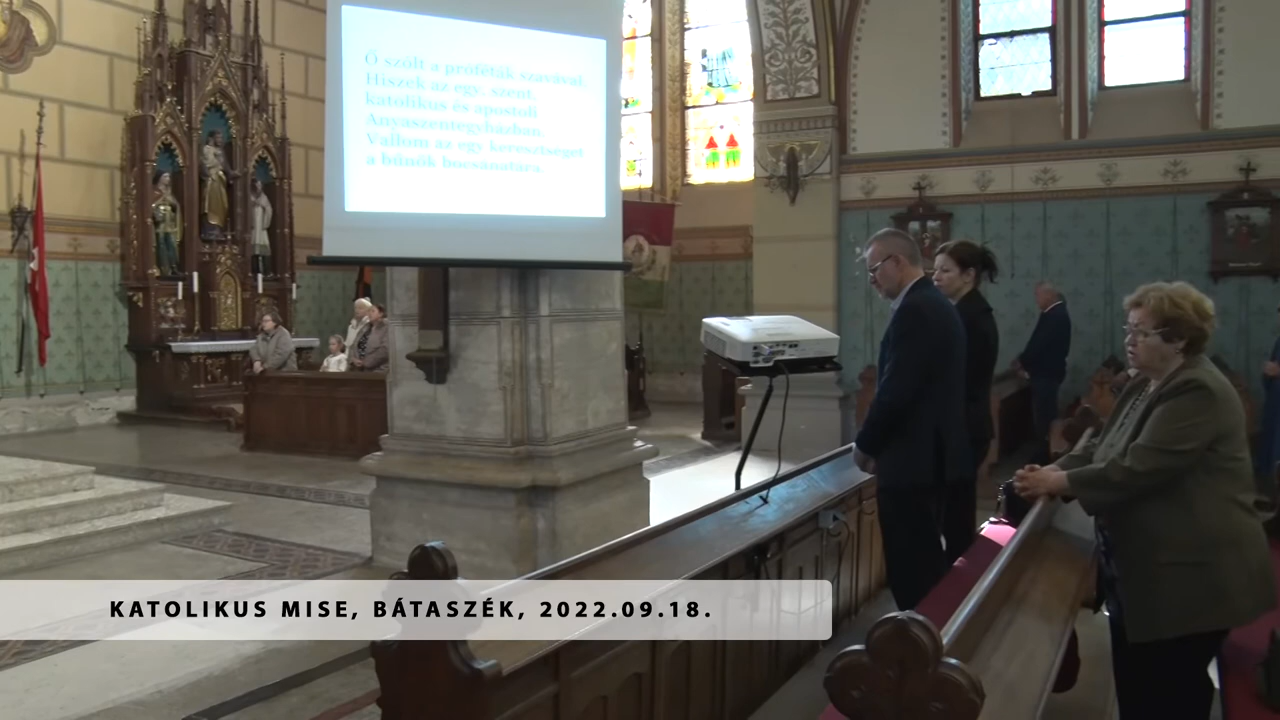 Ő szólt a próféták szavával.
Hiszek az egy, szent,
katolikus és apostoli
Anyaszentegyházban.
Vallom az egy keresztséget
a bűnök bocsánatára.
KATOLIKUS MISE, BÁTASZÉK, 2022.09.18.